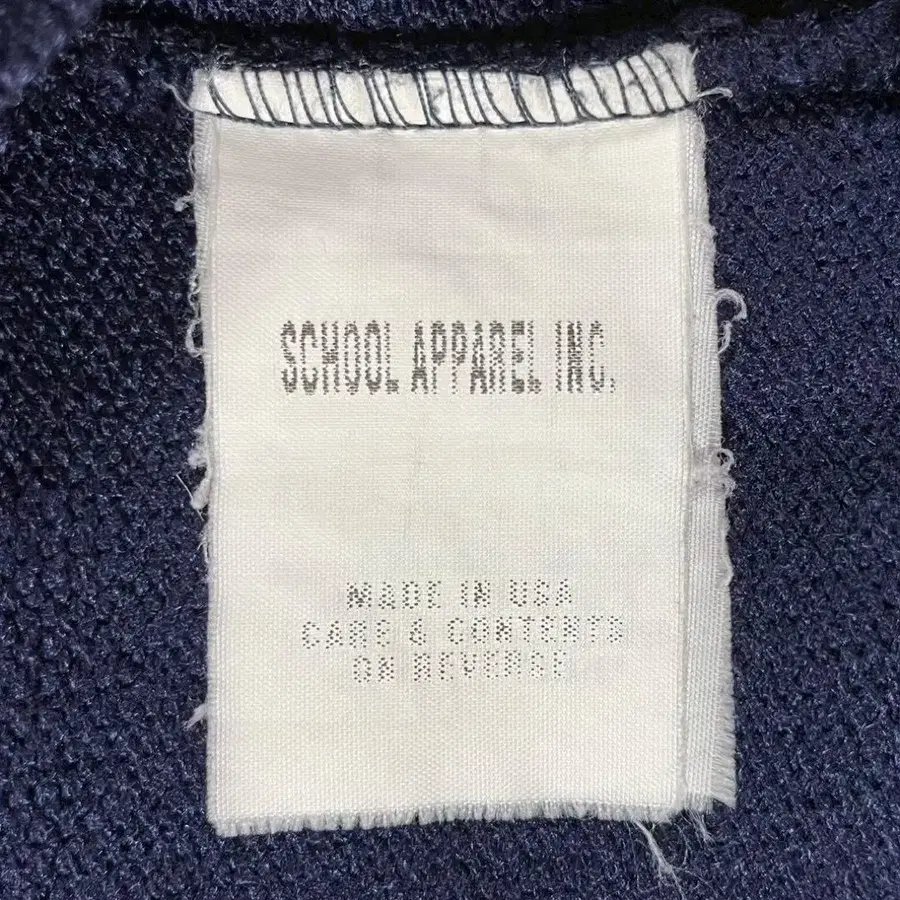 SCHOOL APPAREL INC.
MADE IN USA
CARE & CONTENTS
ON REVERSE